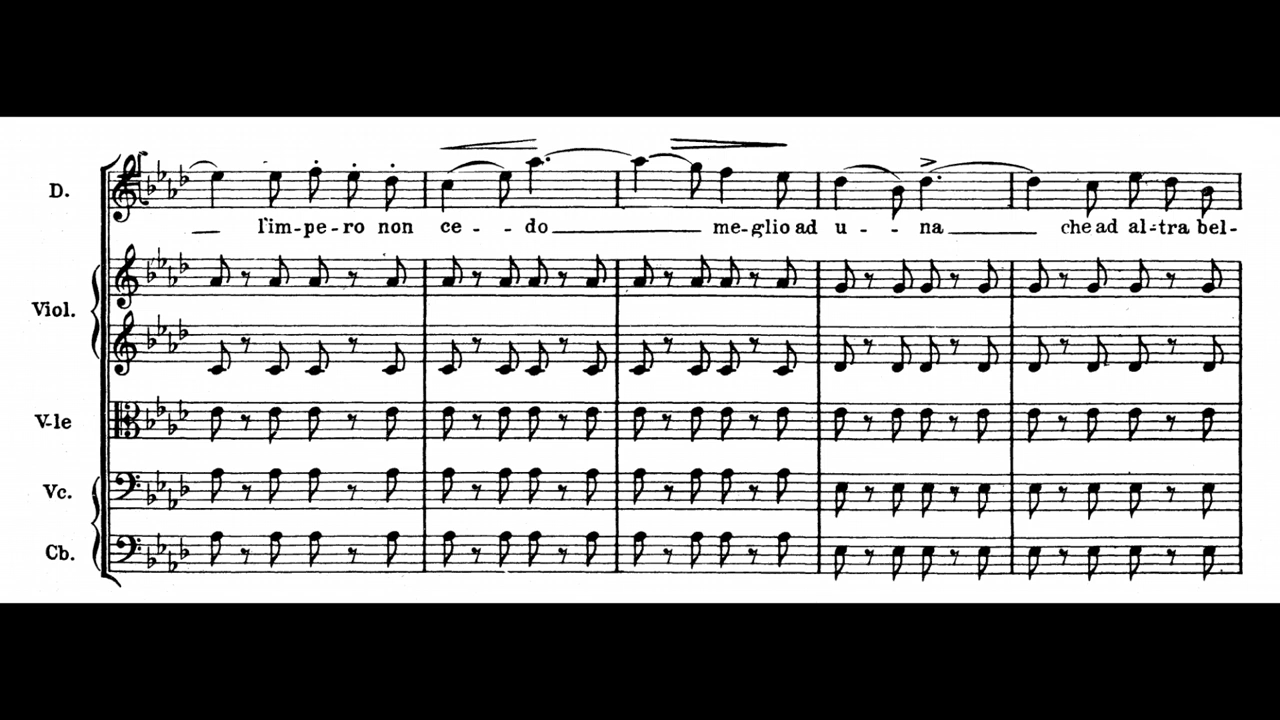 D.
l'im-pe-ro non ce - - do meglio ad u - - na che ad al-tra bel-
Viol.
V-le
Vc.
Cb.